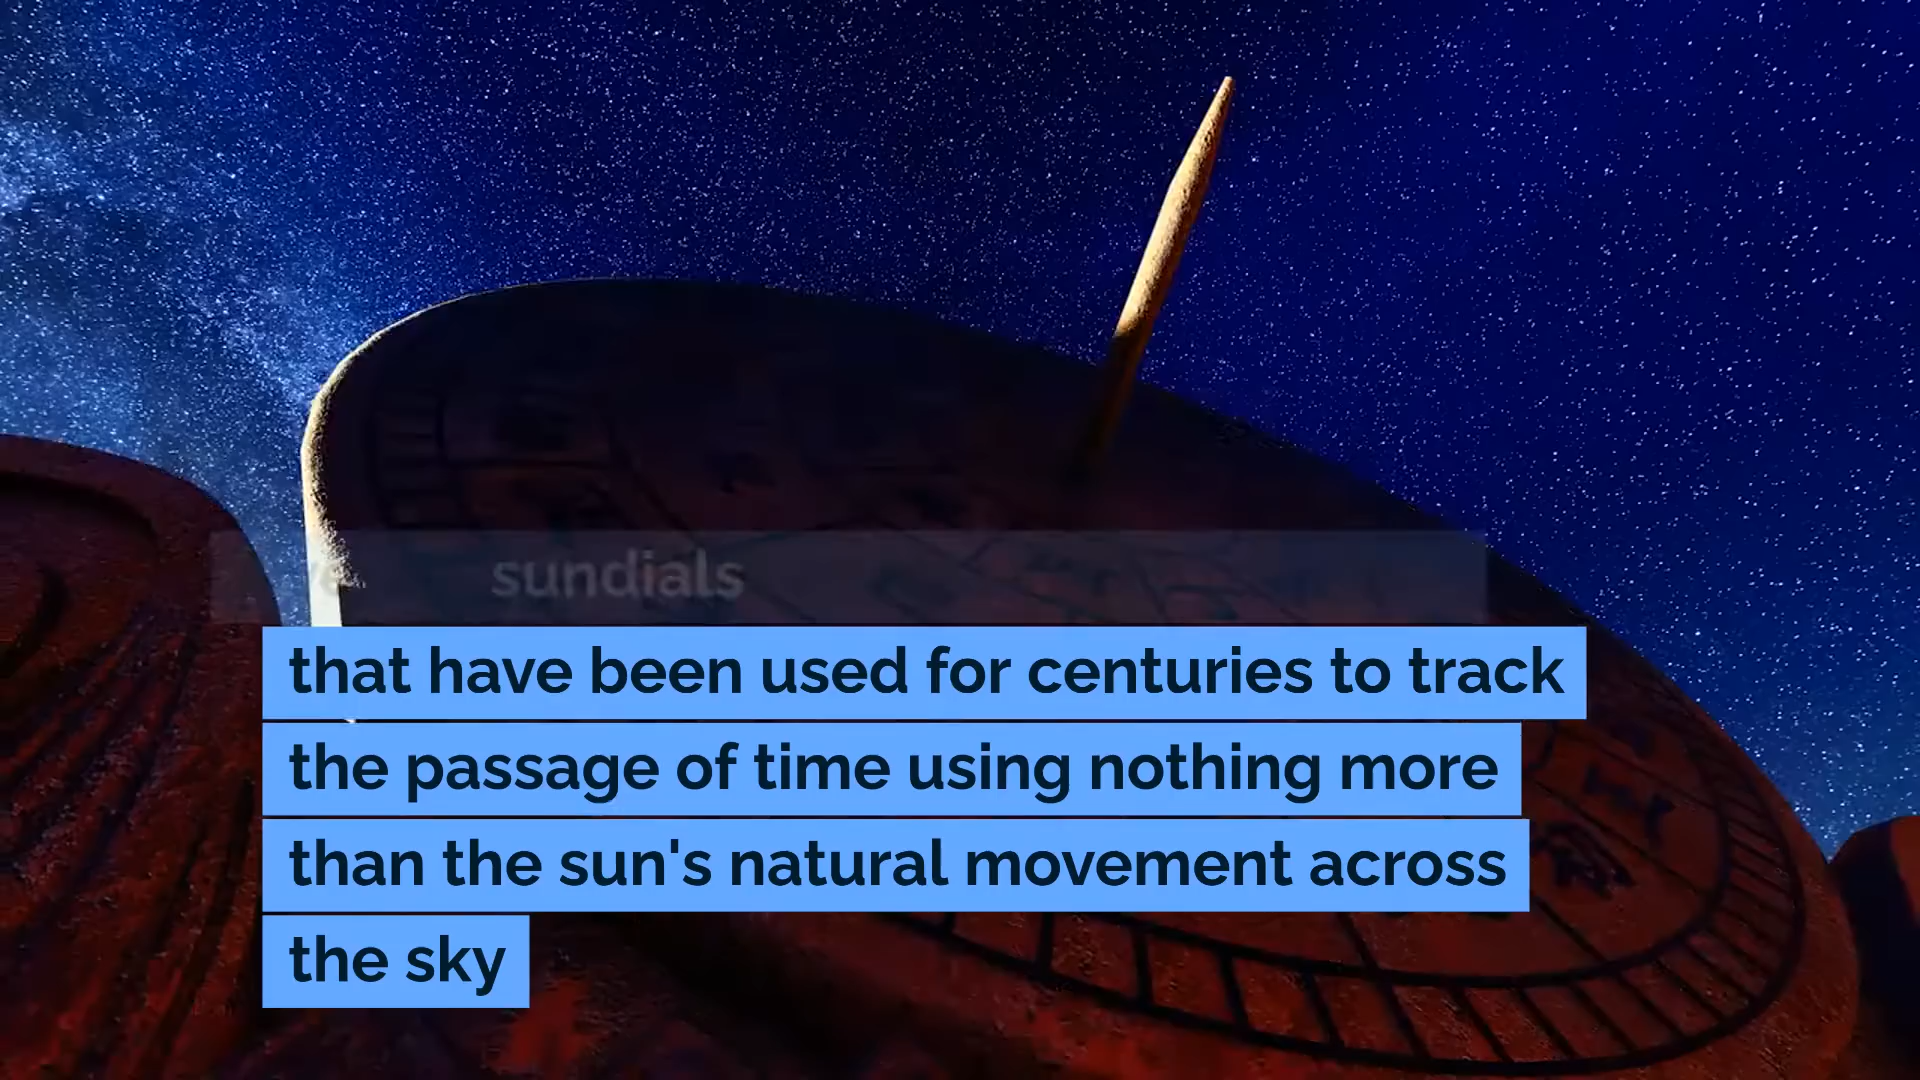 sundials
that have been used for centuries to track
the passage of time using nothing more
than the sun's natural movement across
the sky